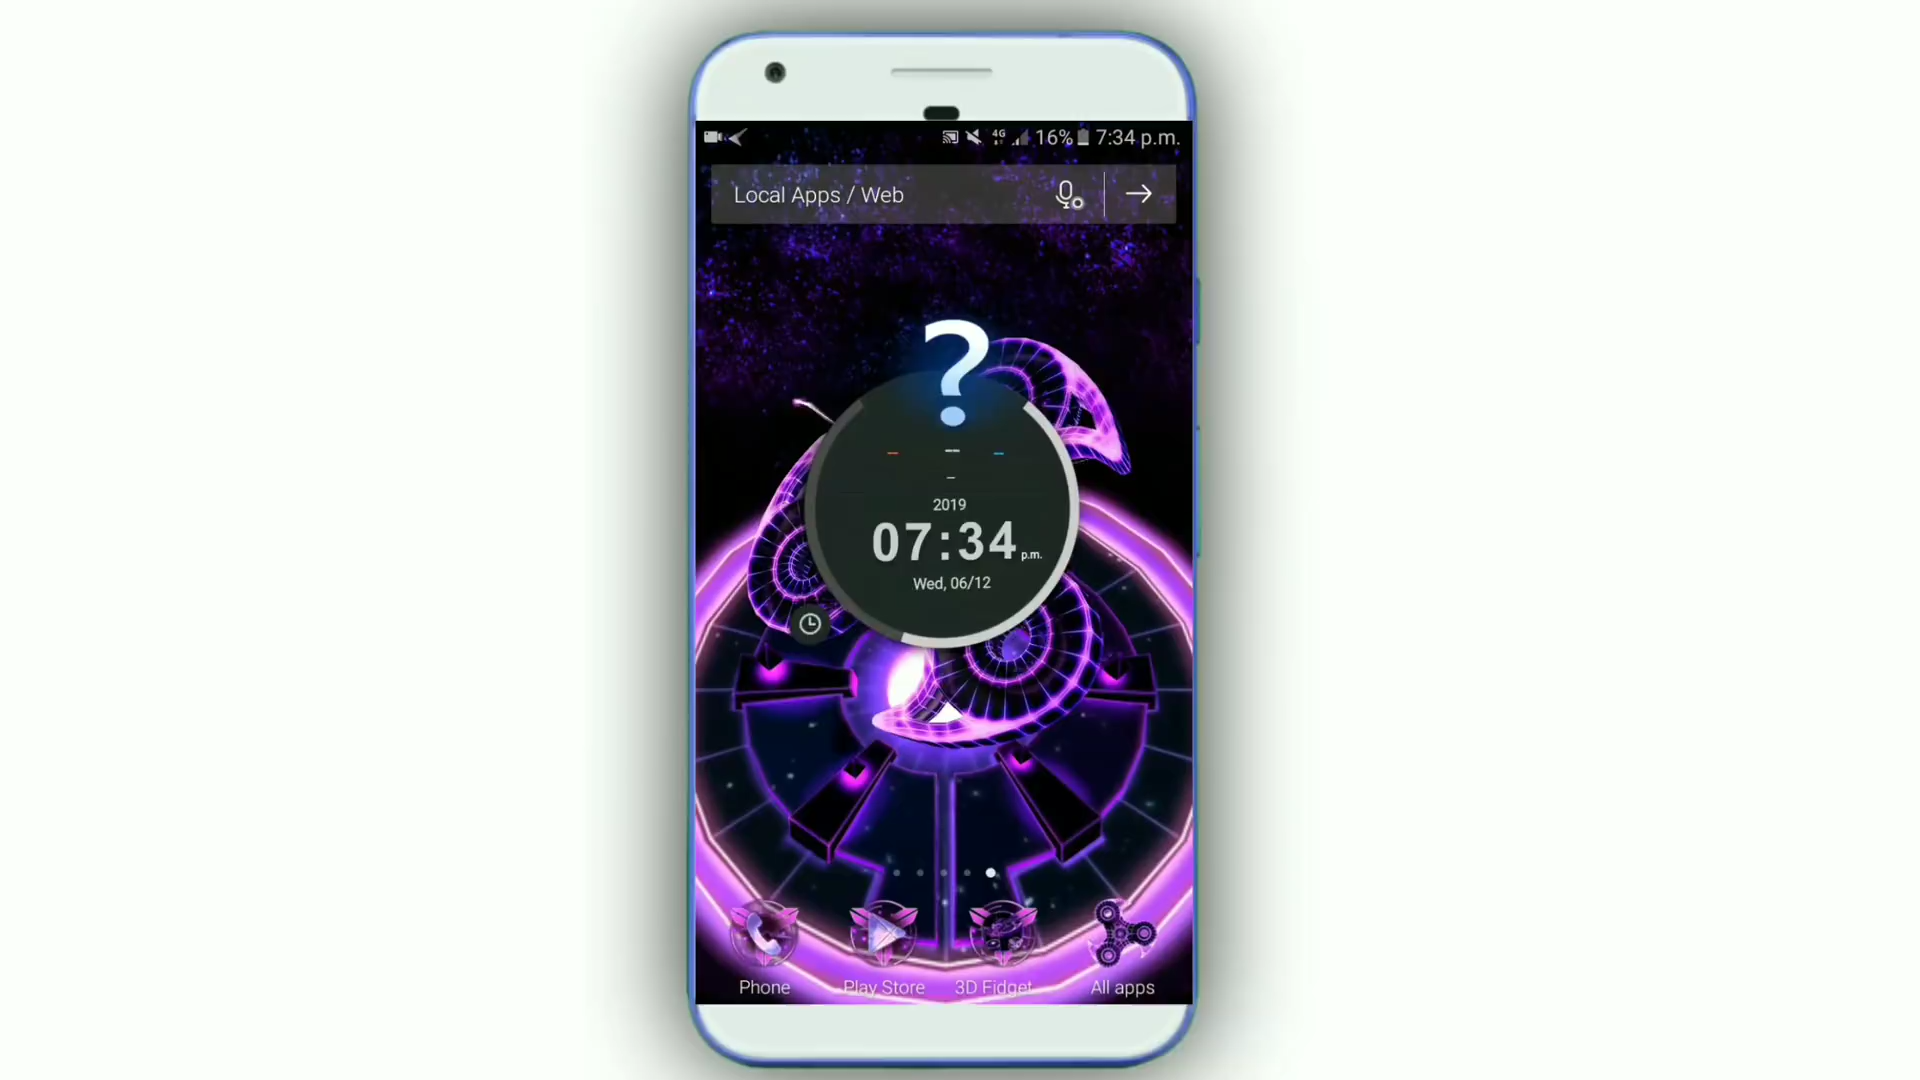 4G 16% 7:34 p.m.
Local Apps / Web
?
2019
07:34 p.m.
Wed, 06/12
Phone Play Store 3D Fidget All apps